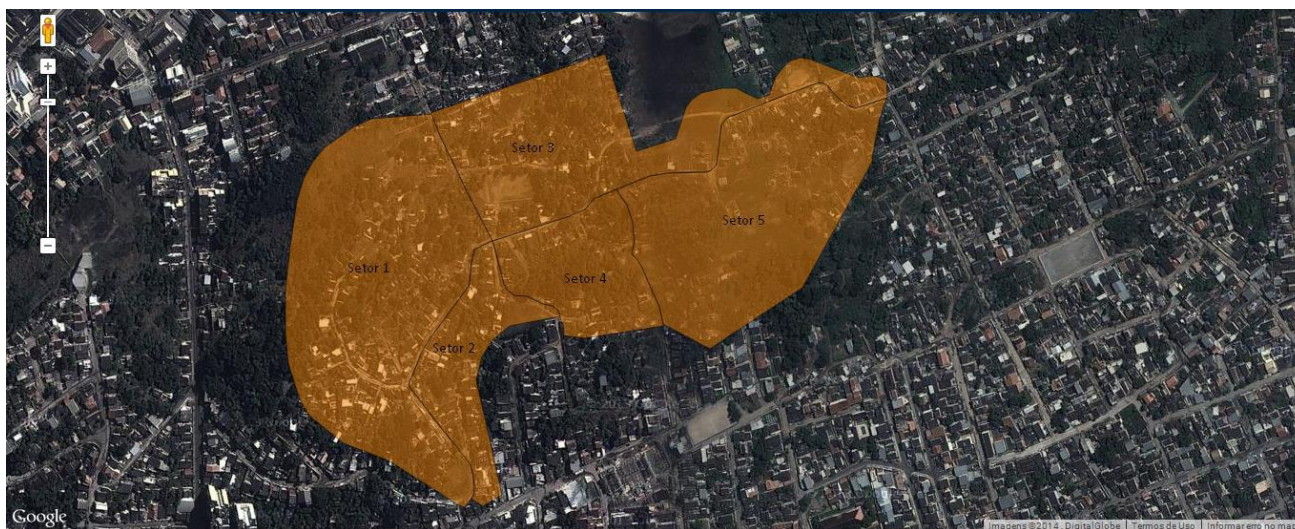 Setor 3
Setor 5
Setor 1
Setor 4
Setor 2
Google
Imagens ©2014 , DigitalGlobe
Termos de Uso
Informar erro no ma